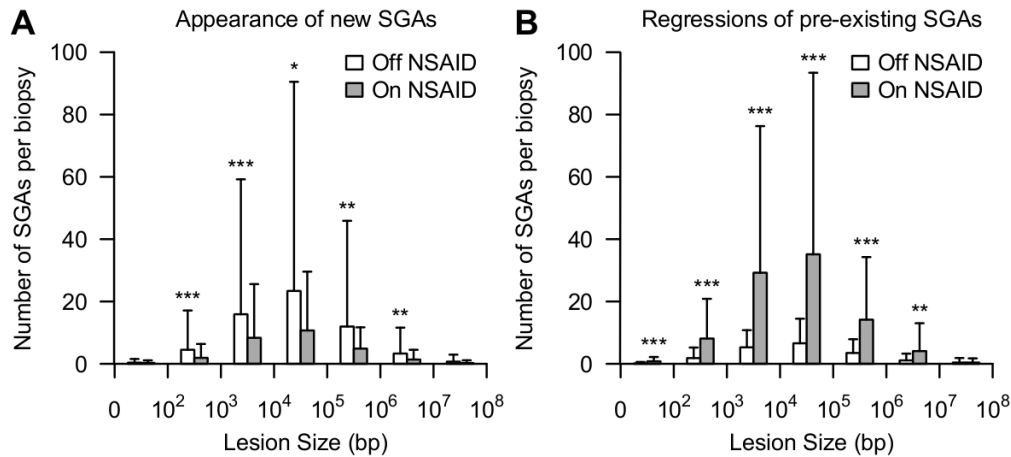 A Appearance of new SGAs
Number of SGAs per biopsy
100
80
60
40
20
0
Off NSAID
On NSAID
***
***
*
**
**
0 10² 10³ 10⁴ 10⁵ 10⁶ 10⁷ 10⁸
Lesion Size (bp)
B Regressions of pre-existing SGAs
Number of SGAs per biopsy
100
80
60
40
20
0
Off NSAID
On NSAID
***
***
***
***
***
**
0 10² 10³ 10⁴ 10⁵ 10⁶ 10⁷ 10⁸
Lesion Size (bp)